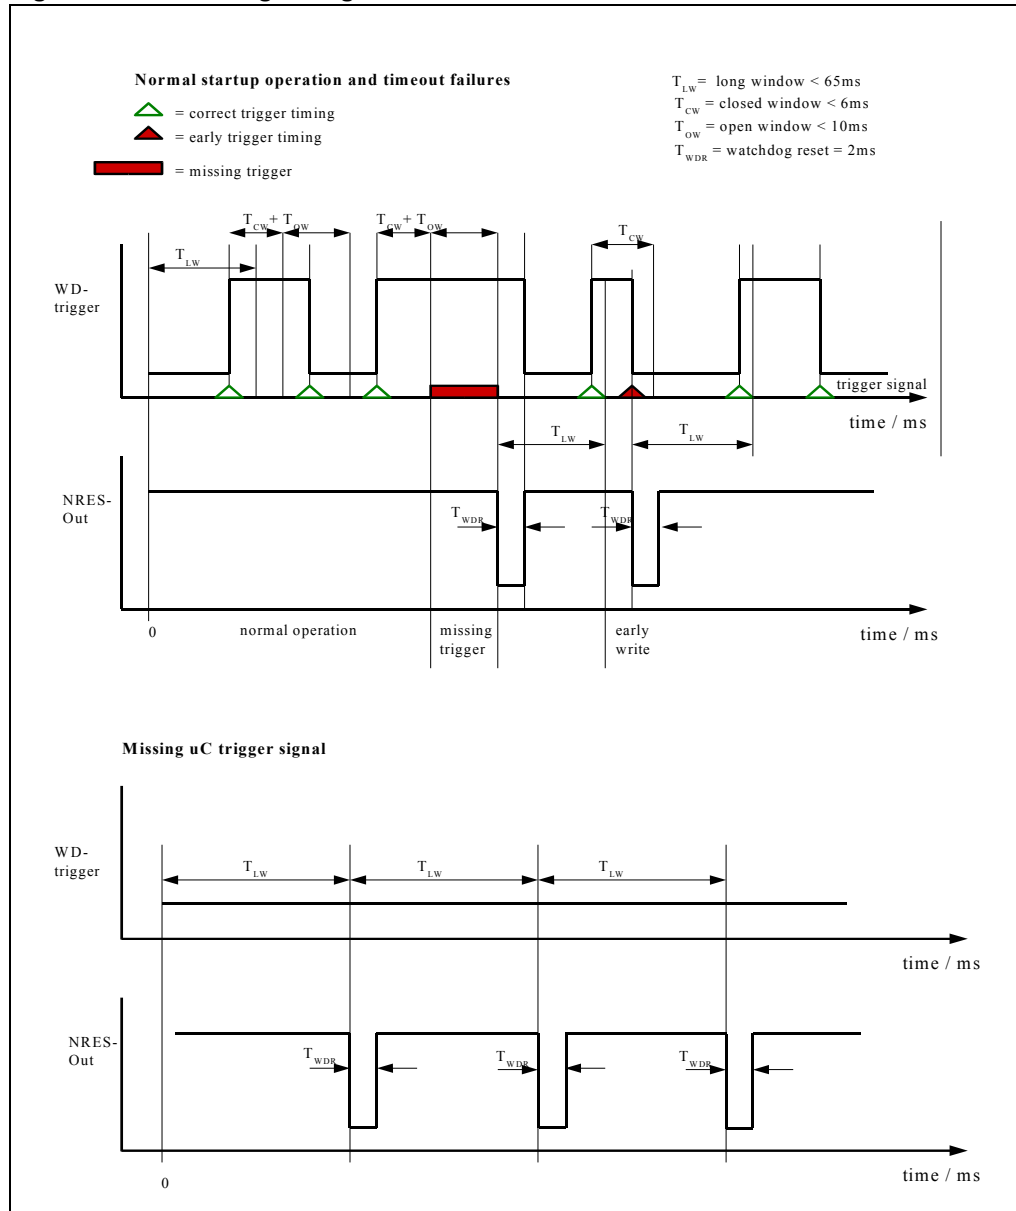 Normal startup operation and timeout failures
= correct trigger timing
= early trigger timing
= missing trigger
T_LW = long window < 65ms
T_CW = closed window < 6ms
T_OW = open window < 10ms
T_WDR = watchdog reset = 2ms
T_CW + T_OW
T_CW + T_OW
T_CW
T_LW
WD-
trigger
trigger signal
time / ms
T_LW
T_LW
NRES-
Out
T_WDR
T_WDR
0
normal operation
missing
trigger
early
write
time / ms
Missing uC trigger signal
WD-
trigger
T_LW
T_LW
T_LW
time / ms
NRES-
Out
T_WDR
T_WDR
T_WDR
time / ms
0